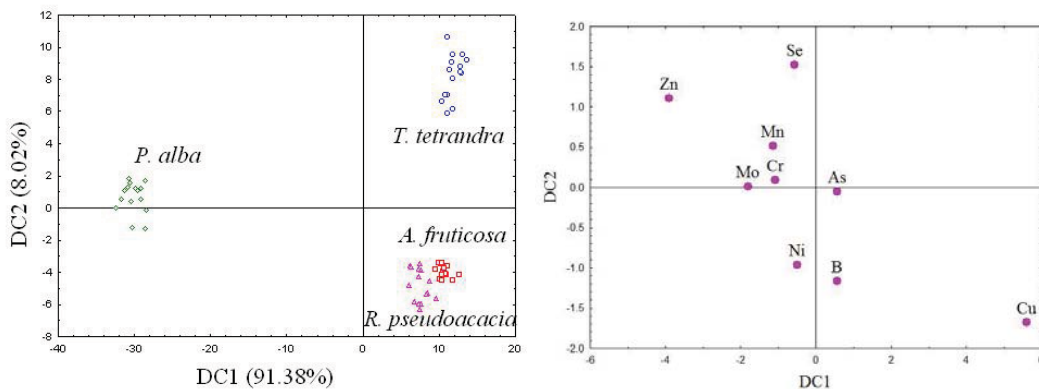 12
10
8
6
4
2
0
-2
-4
-6
-8
-40 -30 -20 -10 0 10 20
DC2 (8.02%)
DC1 (91.38%)
T. tetrandra
P. alba
A. fruticosa
R. pseudoacacia
2.0
1.5
1.0
0.5
0.0
-0.5
-1.0
-1.5
-2.0
-6 -4 -2 0 2 4 6
DC2
DC1
Se
Zn
Mn
Cr
Mo
As
Ni
B
Cu